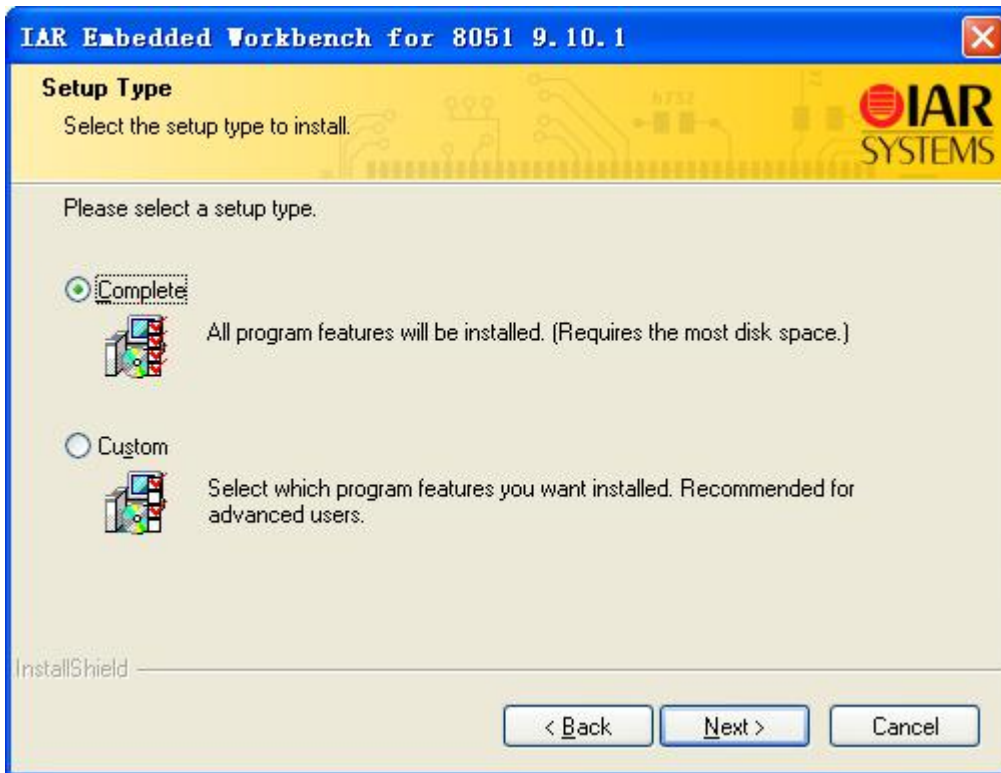 IAR Embedded Workbench for 8051 9.10.1
Setup Type
Select the setup type to install.
IAR
SYSTEMS
Please select a setup type.
Complete
All program features will be installed. (Requires the most disk space.)
Custom
Select which program features you want installed. Recommended for
advanced users.
InstallShield
< Back
Next >
Cancel